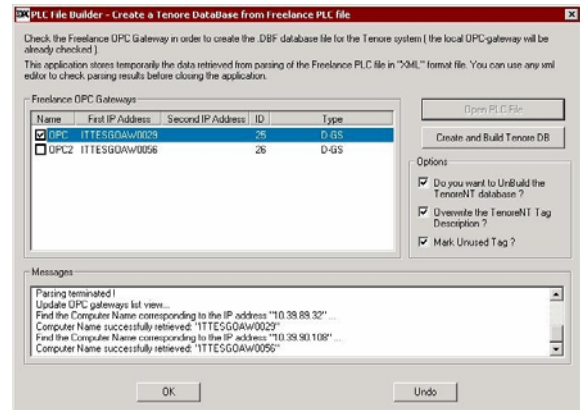 PLC File Builder - Create a Tenore DataBase from Freelance PLC file
Check the Freelance OPC Gateway in order to create the .DBF database file for the Tenore system ( the local OPC-gateway will be
already checked ).
This application stores temporarily the data retrieved from parsing of the Freelance PLC file in "XML" format file. You can use any xml
editor to check parsing results before closing the application.
Freelance OPC Gateways
Name First IP Address Second IP Address ID Type
OPC ITTESGOAW0029 25 D-GS
OPC2 ITTESGOAW0056 26 D-GS
Open PLC File
Create and Build Tenore DB
Options
Do you want to UnBuild the
TenoreNT database ?
Overwrite the TenoreNT Tag
Description ?
Mark Unused Tag ?
Messages
Parsing terminated !
Update OPC gateways list view...
Find the Computer Name corresponding to the IP address "10.39.89.32" ...
Computer Name successfully retrieved: "ITTESGOAW0029"
Find the Computer Name corresponding to the IP address "10.39.90.108" ...
Computer Name successfully retrieved: "ITTESGOAW0056"
OK
Undo